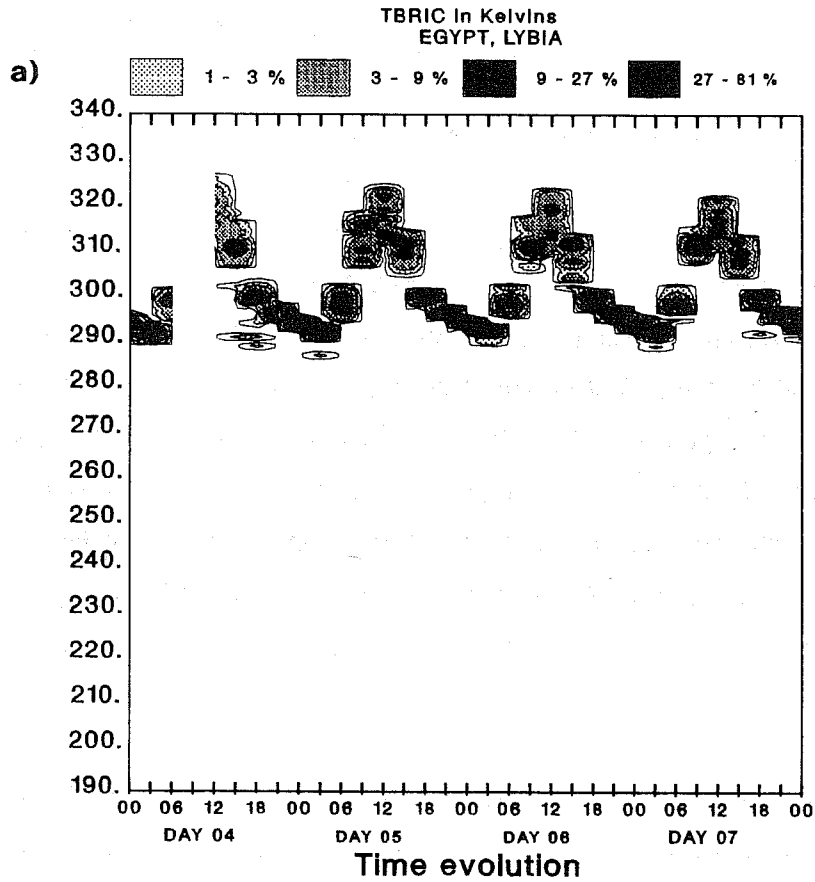 TBRIC in Kelvins
EGYPT, LYBIA
a)
1 - 3 % 3 - 9 % 9 - 27 % 27 - 81 %
340.
330.
320.
310.
300.
290.
280.
270.
260.
250.
240.
230.
220.
210.
200.
190.
00 06 12 18 00 06 12 18 00 06 12 18 00 06 12 18 00
DAY 04 DAY 05 DAY 06 DAY 07
Time evolution